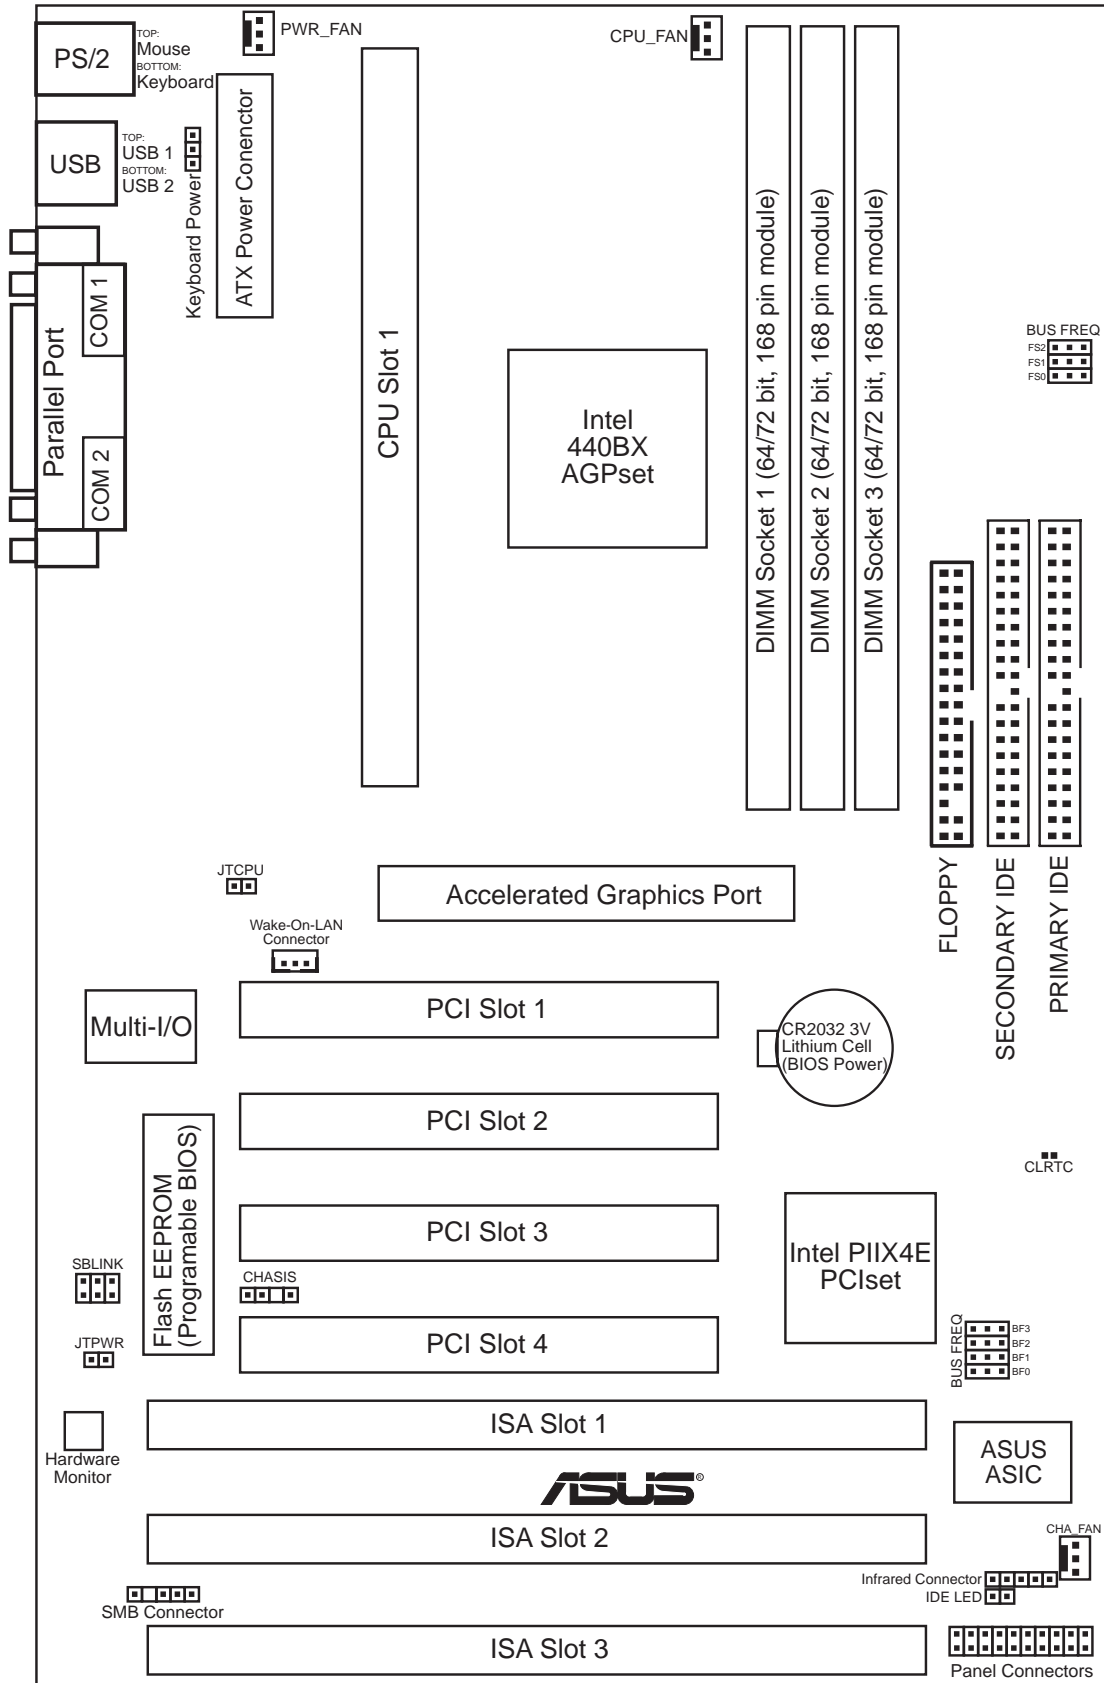 PS/2
TOP:
Mouse
BOTTOM:
Keyboard
PWR_FAN
CPU_FAN
USB
TOP:
USB 1
BOTTOM:
USB 2
Keyboard Power
ATX Power Conenctor
Parallel Port
COM 1
COM 2
CPU Slot 1
Intel
440BX
AGPset
DIMM Socket 1 (64/72 bit, 168 pin module)
DIMM Socket 2 (64/72 bit, 168 pin module)
DIMM Socket 3 (64/72 bit, 168 pin module)
BUS FREQ
FS2
FS1
FS0
FLOPPY
SECONDARY IDE
PRIMARY IDE
JTCPU
Accelerated Graphics Port
Wake-On-LAN
Connector
Multi-I/O
PCI Slot 1
CR2032 3V
Lithium Cell
(BIOS Power)
PCI Slot 2
Flash EEPROM
(Programable BIOS)
CLRTC
PCI Slot 3
Intel PIIX4E
PCIset
SBLINK
CHASIS
JTPWR
PCI Slot 4
BUS FREQ
BF3
BF2
BF1
BF0
ISA Slot 1
Hardware
Monitor
ASUS
ASIC
ASUS®
ISA Slot 2
CHA_FAN
Infrared Connector
IDE LED
SMB Connector
ISA Slot 3
Panel Connectors